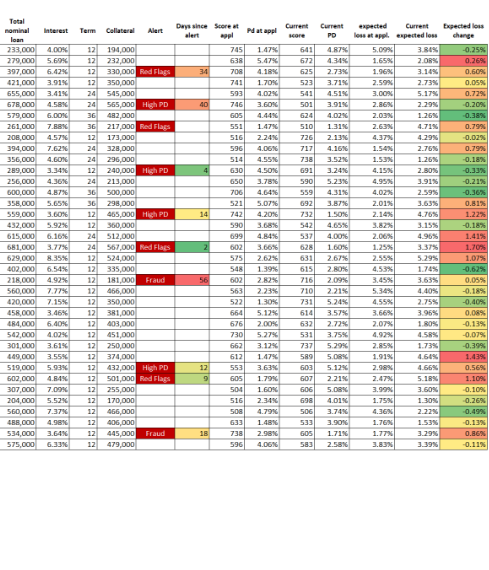 Total nominal loan Interest Term Collateral Alert Days since alert Score at appl Pd at appl Current score Current PD expected loss at appl. Current expected loss Expected loss change
233,000 4.00% 12 194,000 745 1.47% 641 4.87% 5.09% 3.84% -0.25%
279,000 5.69% 12 232,000 638 5.47% 672 4.34% 1.65% 2.08% 0.26%
397,000 6.42% 12 330,000 Red Flags 34 708 4.18% 625 2.73% 1.96% 3.14% 0.60%
421,000 3.91% 12 350,000 741 1.70% 523 3.71% 2.59% 2.73% 0.05%
655,000 3.41% 24 545,000 593 4.02% 541 4.51% 3.00% 5.17% 0.72%
678,000 4.58% 24 565,000 High PD 40 746 3.60% 501 3.91% 2.86% 2.29% -0.20%
579,000 6.00% 36 482,000 605 4.44% 624 4.02% 2.03% 1.26% -0.38%
261,000 7.88% 36 217,000 Red Flags 551 1.47% 510 1.31% 2.63% 4.71% 0.79%
208,000 4.57% 12 173,000 516 2.24% 726 2.13% 4.37% 4.29% -0.02%
394,000 7.62% 24 328,000 596 4.06% 717 4.16% 1.54% 2.76% 0.79%
356,000 4.60% 24 296,000 514 4.55% 738 3.52% 1.53% 1.26% -0.18%
289,000 3.34% 12 240,000 High PD 4 630 4.50% 691 3.24% 4.15% 2.80% -0.33%
256,000 4.36% 24 213,000 650 3.78% 590 5.23% 4.95% 3.91% -0.21%
600,000 4.87% 36 500,000 706 4.64% 559 4.31% 4.02% 2.59% -0.36%
358,000 5.65% 36 298,000 521 5.07% 692 3.87% 2.01% 3.63% 0.81%
559,000 3.60% 12 465,000 High PD 14 742 4.20% 732 1.50% 2.14% 4.76% 1.22%
432,000 5.92% 12 360,000 590 3.68% 542 4.65% 3.82% 3.15% -0.18%
615,000 6.16% 24 512,000 699 4.84% 537 4.00% 2.06% 4.96% 1.41%
681,000 3.77% 24 567,000 Red Flags 2 602 3.66% 628 1.60% 1.25% 3.37% 1.70%
629,000 8.35% 12 524,000 575 2.62% 631 2.67% 2.55% 5.29% 1.07%
402,000 6.54% 12 335,000 548 1.39% 615 2.80% 4.53% 1.74% -0.62%
218,000 4.92% 12 181,000 Fraud 56 602 2.82% 716 2.09% 3.45% 3.63% 0.05%
560,000 7.77% 12 466,000 563 2.23% 710 2.21% 5.34% 4.40% -0.18%
420,000 7.15% 12 350,000 522 1.30% 731 5.24% 4.55% 2.75% -0.40%
458,000 3.46% 12 381,000 664 5.12% 614 3.57% 3.66% 3.96% 0.08%
484,000 6.40% 12 403,000 676 2.00% 632 2.72% 2.07% 1.80% -0.13%
542,000 4.02% 12 451,000 730 5.27% 531 3.75% 4.92% 4.58% -0.07%
301,000 3.61% 12 250,000 662 3.12% 737 5.29% 2.85% 1.73% -0.39%
449,000 3.55% 12 374,000 612 1.47% 589 5.08% 1.91% 4.64% 1.43%
519,000 5.93% 12 432,000 High PD 12 553 3.63% 603 5.12% 2.98% 4.66% 0.56%
602,000 4.84% 12 501,000 Red Flags 9 605 1.79% 607 2.21% 2.47% 5.18% 1.10%
307,000 7.09% 12 255,000 504 1.60% 506 5.08% 3.99% 3.60% -0.10%
204,000 5.52% 12 170,000 516 2.34% 698 4.01% 1.75% 1.30% -0.26%
560,000 7.37% 12 466,000 508 4.79% 506 3.74% 4.36% 2.22% -0.49%
488,000 4.98% 12 406,000 633 1.48% 533 3.90% 1.76% 1.53% -0.13%
534,000 3.64% 12 445,000 Fraud 18 738 2.98% 605 1.71% 1.77% 3.29% 0.86%
575,000 6.33% 12 479,000 596 4.06% 583 2.58% 3.83% 3.39% -0.11%